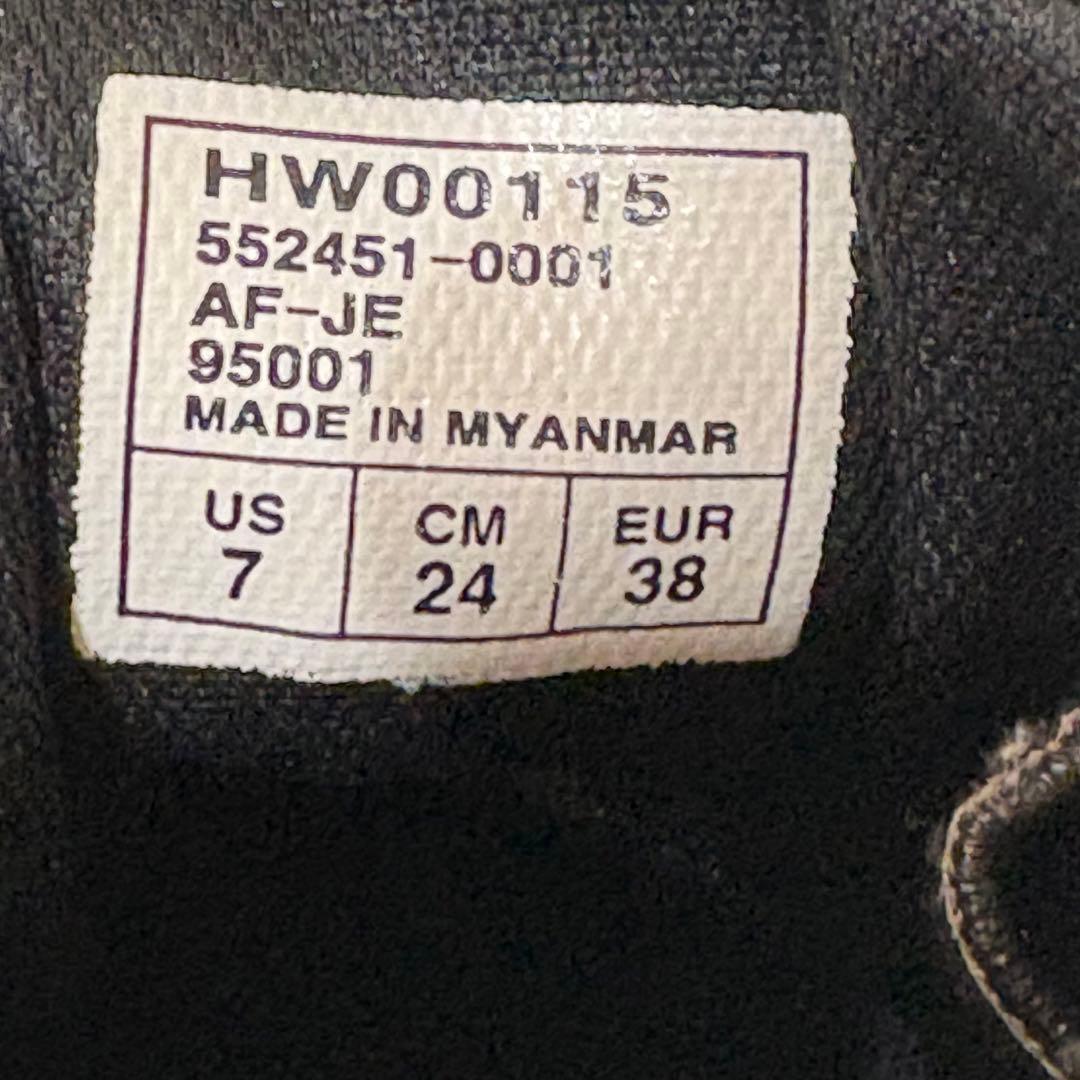 HW00115
552451-0001
AF-JE
95001
MADE IN MYANMAR
US CM EUR
7 24 38